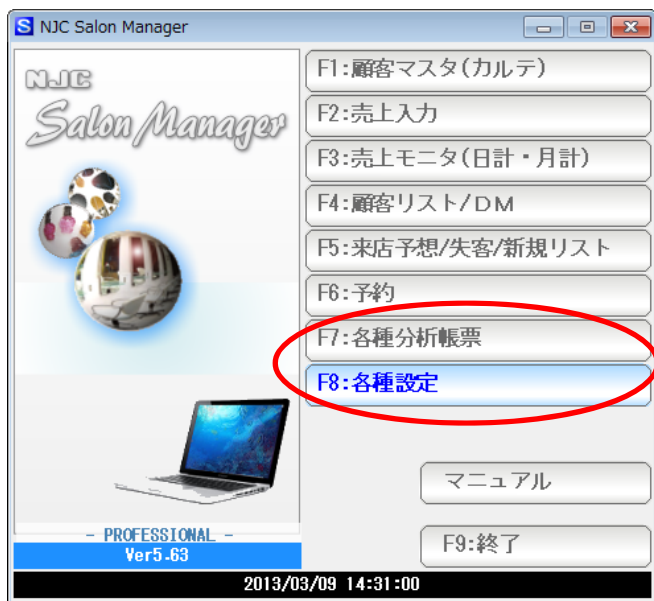 NJC Salon Manager
NJC
Salon Manager
F1:顧客マスタ(カルテ)
F2:売上入力
F3:売上モニタ(日計・月計)
F4:顧客リスト/DM
F5:来店予想/失客/新規リスト
F6:予約
F7:各種分析帳票
F8:各種設定
マニュアル
F9:終了
- PROFESSIONAL -
Ver5.63
2013/03/09 14:31:00